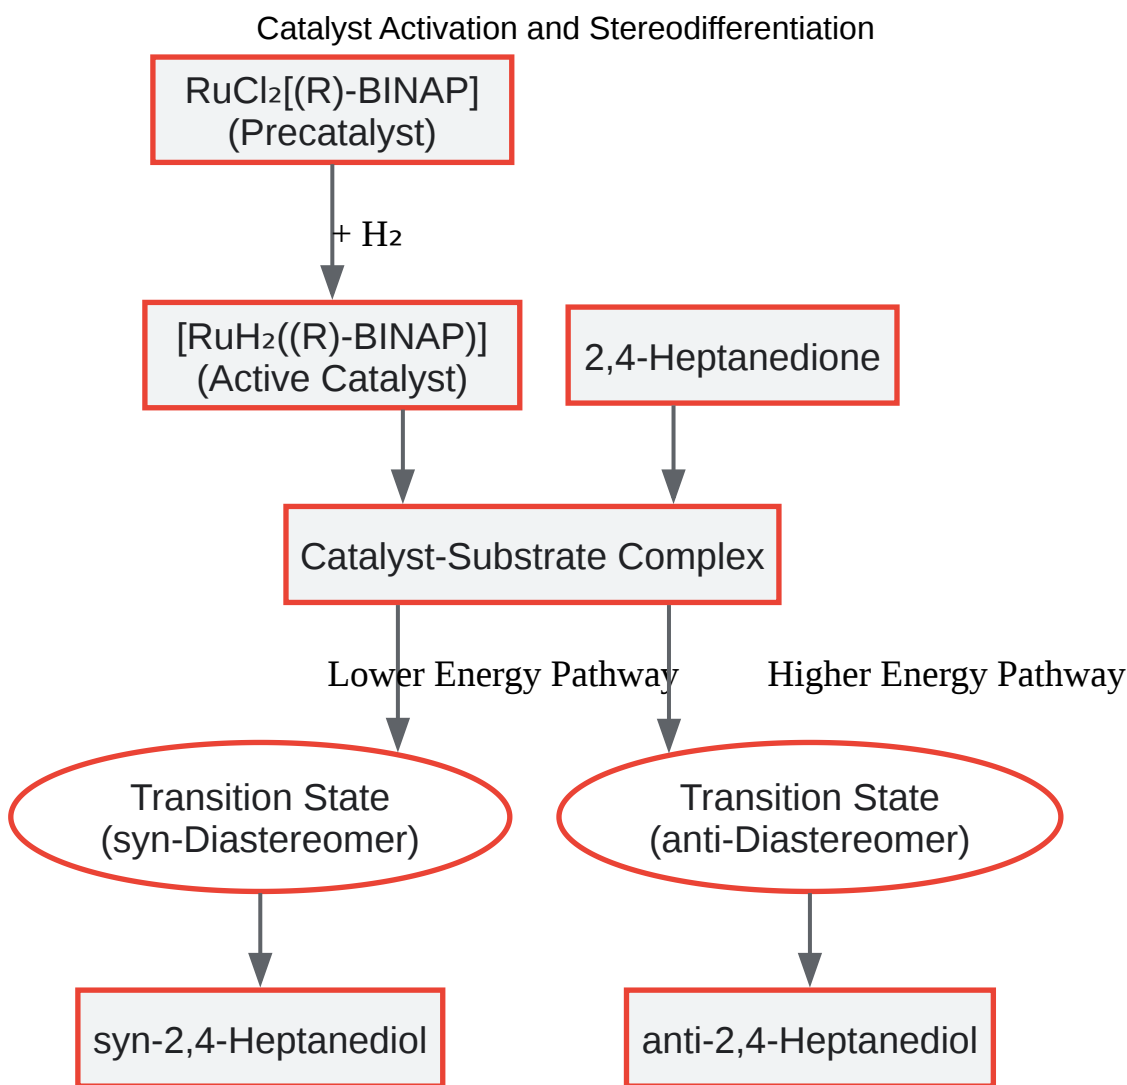 Catalyst Activation and Stereodifferentiation
RuCl₂[(R)-BINAP]
(Precatalyst)
+ H₂
[RuH₂((R)-BINAP)]
(Active Catalyst)
2,4-Heptanedione
Catalyst-Substrate Complex
Lower Energy Pathway
Higher Energy Pathway
Transition State
(syn-Diastereomer)
Transition State
(anti-Diastereomer)
syn-2,4-Heptanediol
anti-2,4-Heptanediol